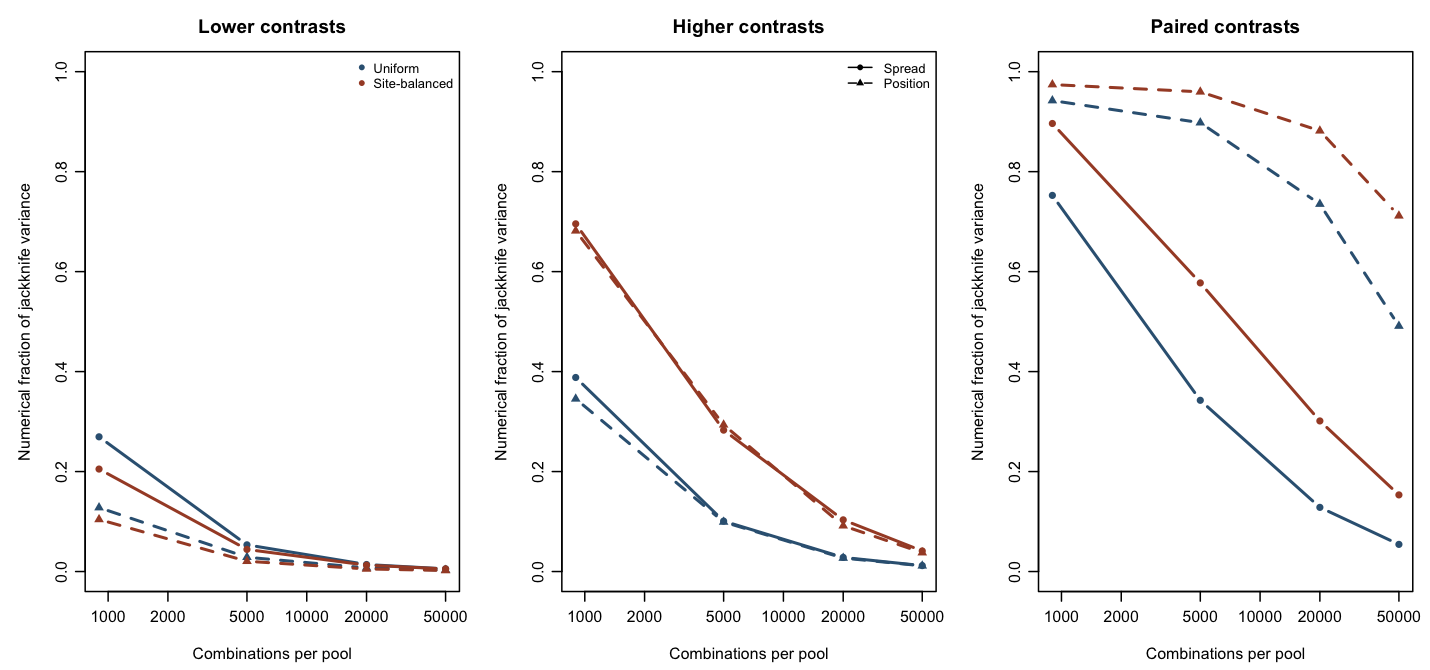 Lower contrasts
Numerical fraction of jackknife variance
1.0
0.8
0.6
0.4
0.2
0.0
Uniform
Site-balanced
1000 2000 5000 10000 20000 50000
Combinations per pool
Higher contrasts
Numerical fraction of jackknife variance
1.0
0.8
0.6
0.4
0.2
0.0
Spread
Position
1000 2000 5000 10000 20000 50000
Combinations per pool
Paired contrasts
Numerical fraction of jackknife variance
1.0
0.8
0.6
0.4
0.2
0.0
1000 2000 5000 10000 20000 50000
Combinations per pool